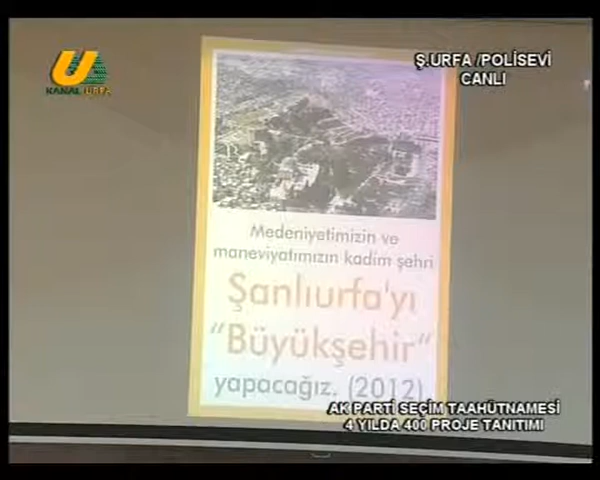 KANAL URFA
Ş.URFA /POLİSEVİ
CANLI
Medeniyetimizin ve
maneviyatımızın kadim şehri
Şanlıurfa'yı
"Büyükşehir"
yapacağız. (2012)
AK PARTİ SEÇİM TAAHÜTNAMESİ
4 YILDA 400 PROJE TANITIMI